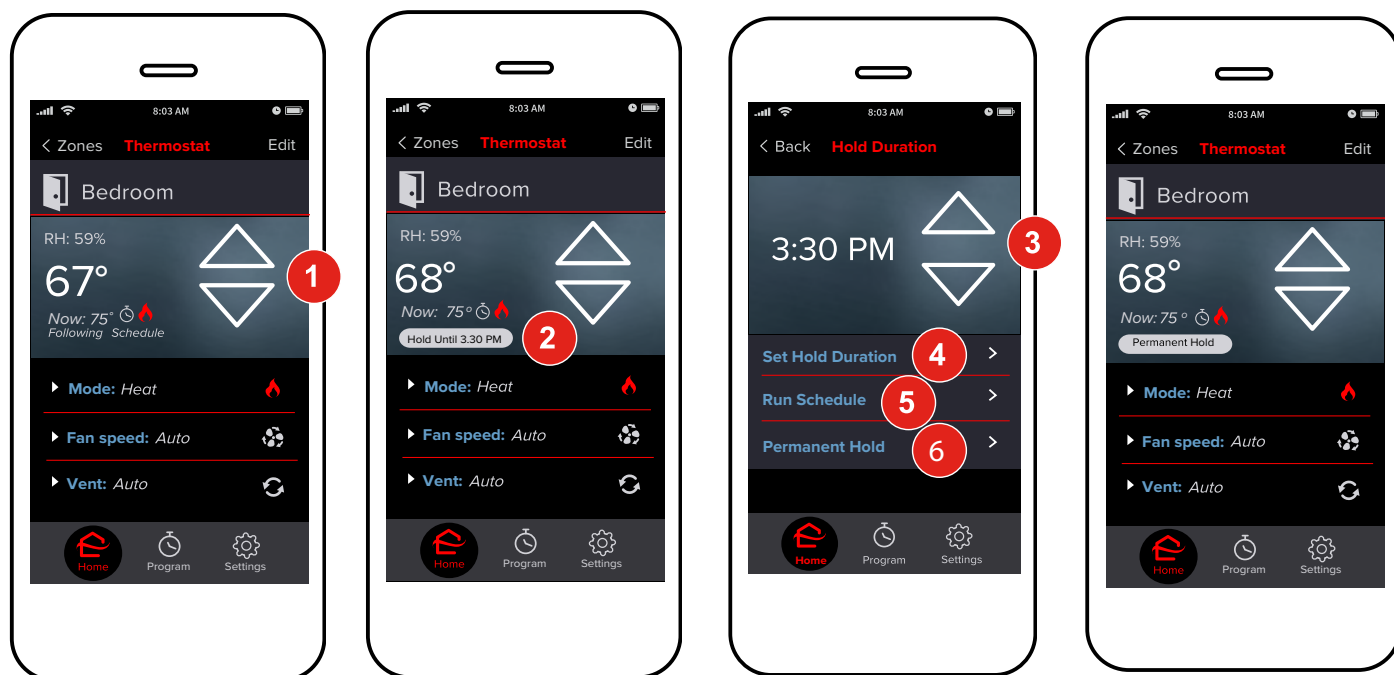 8:03 AM
Zones Thermostat Edit
Bedroom
RH: 59%
67°
1
Now: 75°
Following Schedule
Mode: Heat
Fan speed: Auto
Vent: Auto
Home Program Settings
8:03 AM
Zones Thermostat Edit
Bedroom
RH: 59%
68°
Now: 75°
Hold Until 3.30 PM
2
Mode: Heat
Fan speed: Auto
Vent: Auto
Home Program Settings
8:03 AM
Back Hold Duration
3:30 PM
3
Set Hold Duration 4
Run Schedule 5
Permanent Hold 6
Home Program Settings
8:03 AM
Zones Thermostat Edit
Bedroom
RH: 59%
68°
Now: 75°
Permanent Hold
Mode: Heat
Fan speed: Auto
Vent: Auto
Home Program Settings